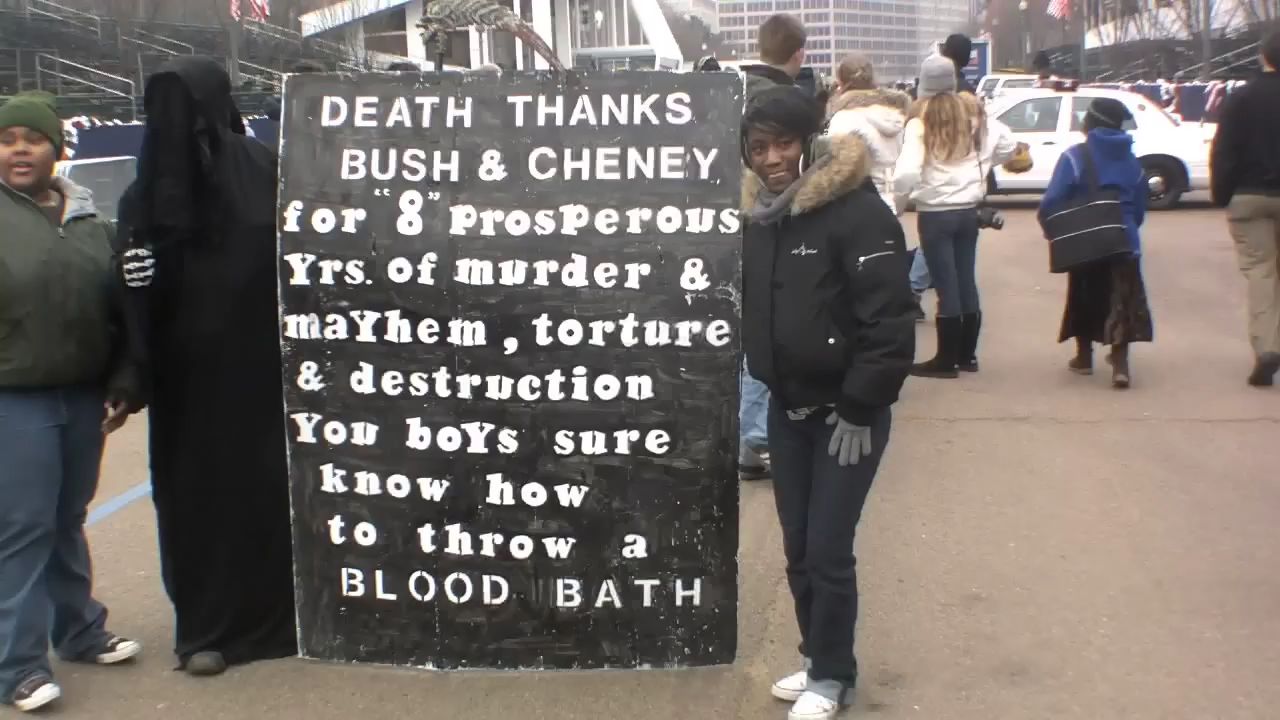 DEATH THANKS
BUSH & CHENEY
for "8" Prosperous
Yrs. of murder &
maYhem, torture
& destruction
You boYs sure
know how
to throw a
BLOOD BATH